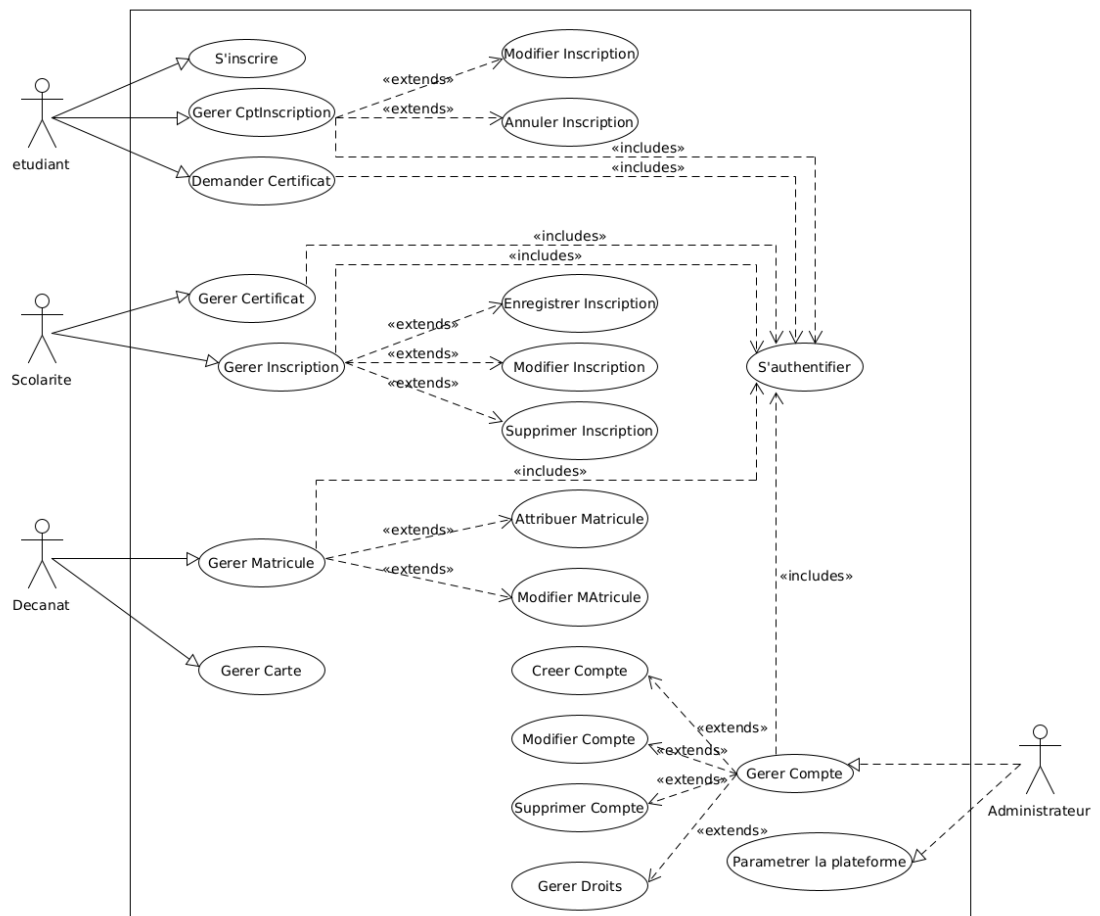 S'inscrire
Modifier Inscription
«extends»
Gerer CptInscription
«extends»
Annuler Inscription
etudiant
«includes»
Demander Certificat
«includes»
«includes»
«includes»
Gerer Certificat
Enregistrer Inscription
«extends»
Scolarite
Gerer Inscription
«extends»
Modifier Inscription
S'authentifier
«extends»
Supprimer Inscription
«includes»
Attribuer Matricule
«extends»
Gerer Matricule
«extends»
«includes»
Decanat
Modifier MAtricule
Gerer Carte
Creer Compte
«extends»
Modifier Compte
«extends»
Gerer Compte
«extends»
Supprimer Compte
Administrateur
«extends»
Parametrer la plateforme
Gerer Droits